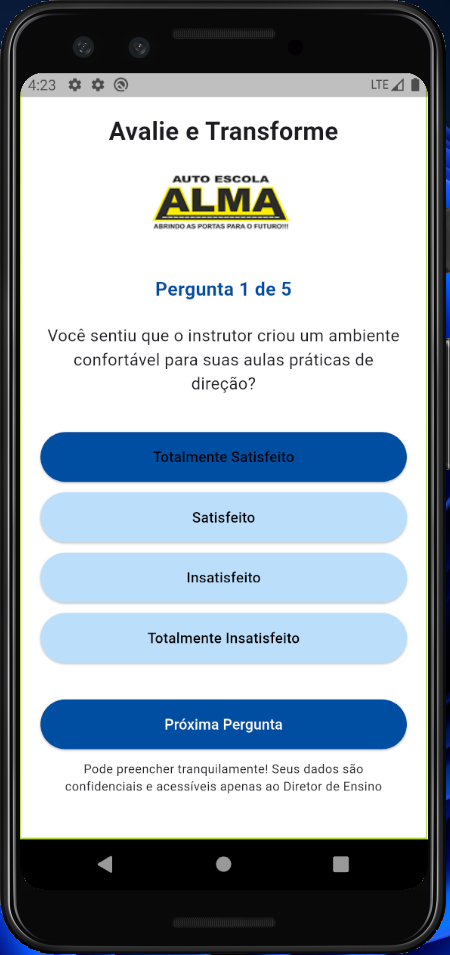 4:23
LTE
Avalie e Transforme
AUTO ESCOLA
ALMA
ABRINDO AS PORTAS PARA O FUTURO!!!
Pergunta 1 de 5
Você sentiu que o instrutor criou um ambiente
confortável para suas aulas práticas de
direção?
Totalmente Satisfeito
Satisfeito
Insatisfeito
Totalmente Insatisfeito
Próxima Pergunta
Pode preencher tranquilamente! Seus dados são
confidenciais e acessíveis apenas ao Diretor de Ensino